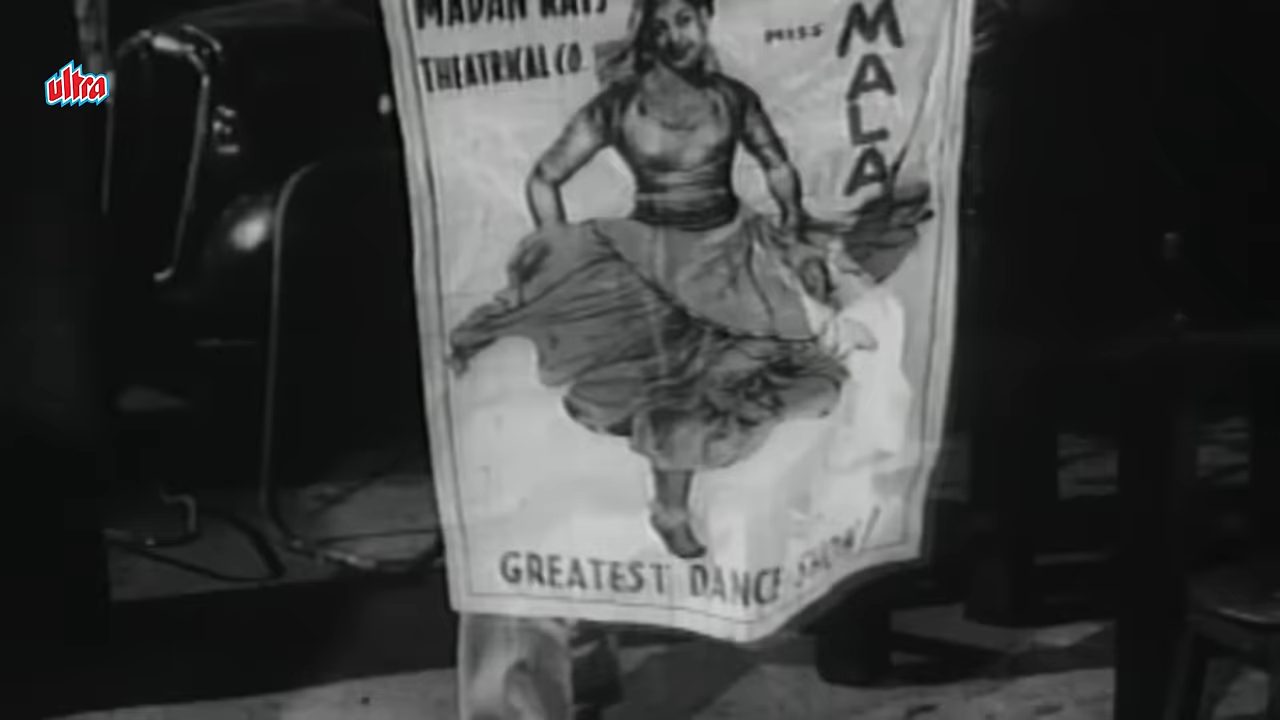 ultra
MADAN RAI'S
THEATRICAL CO.
MISS
MALA
GREATEST DANCE SHOW!